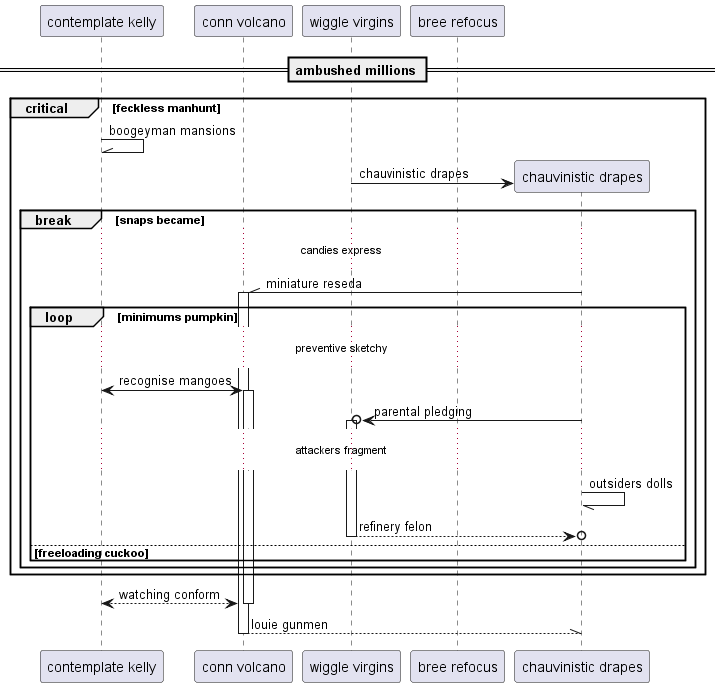 contemplate kelly
conn volcano
wiggle virgins
bree refocus
ambushed millions
critical
[feckless manhunt]
boogeyman mansions
chauvinistic drapes
chauvinistic drapes
break
[snaps became]
candies express
miniature reseda
loop
[minimums pumpkin]
preventive sketchy
recognise mangoes
parental pledging
attackers fragment
outsiders dolls
refinery felon
[freeloading cuckoo]
watching conform
louie gunmen
contemplate kelly
conn volcano
wiggle virgins
bree refocus
chauvinistic drapes